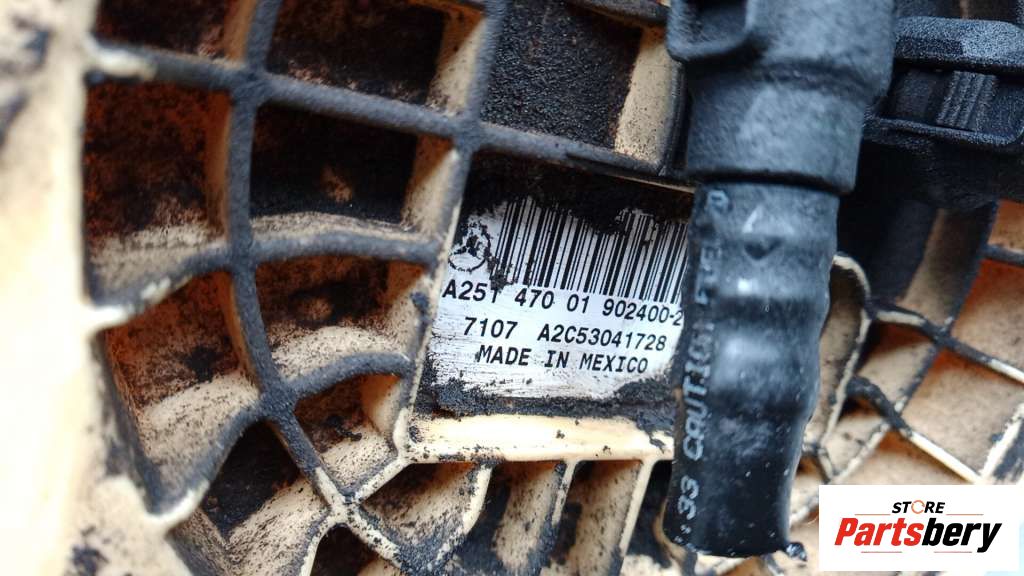 A251 470 01 902400-2
7107 A2C53041728
MADE IN MEXICO
CAUTION
STORE
Partsbery